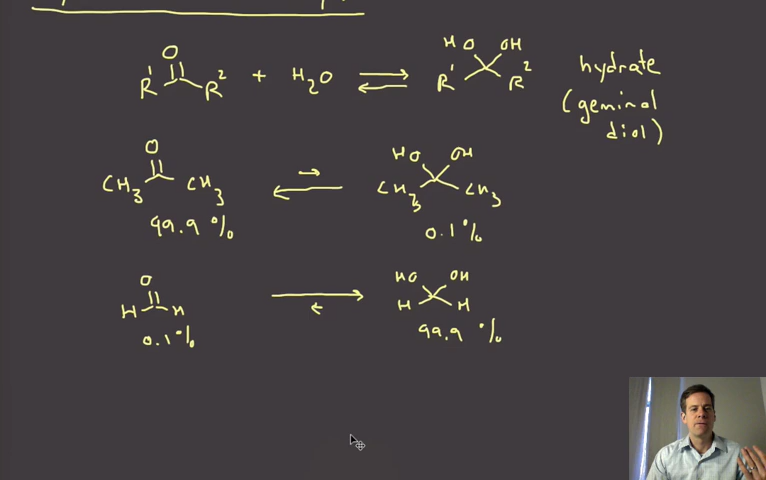 O HO OH
R¹ R² + H₂O ⇌ R¹ R² hydrate
(geminal
diol)
O HO OH
CH₃ CH₃ CH₃ CH₃
99.9 % 0.1 %
O HO OH
H H H H
0.1 % 99.9 %